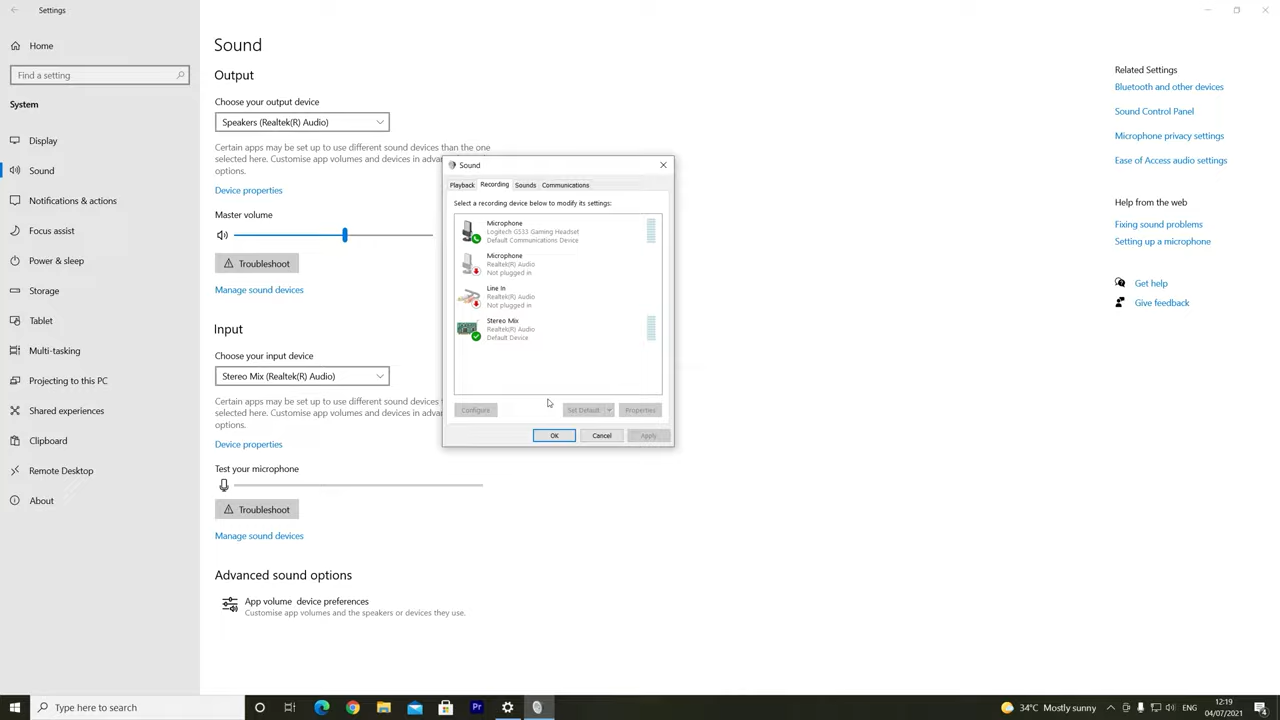 Settings
Home
Find a setting
System
Display
Sound
Notifications & actions
Focus assist
Power & sleep
Storage
Tablet
Multi-tasking
Projecting to this PC
Shared experiences
Clipboard
Remote Desktop
About
Sound
Output
Choose your output device
Speakers (Realtek(R) Audio)
Certain apps may be set up to use different sound devices than the one
selected here. Customise app volumes and devices in advan
options.
Device properties
Master volume
Troubleshoot
Manage sound devices
Input
Choose your input device
Stereo Mix (Realtek(R) Audio)
Certain apps may be set up to use different sound devices than the one
selected here. Customise app volumes and devices in advan
options.
Device properties
Test your microphone
Troubleshoot
Manage sound devices
Advanced sound options
App volume device preferences
Customise app volumes and the speakers or devices they use.
Sound
Playback Recording Sounds Communications
Select a recording device below to modify its settings:
Microphone
Logitech G533 Gaming Headset
Default Communications Device
Microphone
Realtek(R) Audio
Not plugged in
Line In
Realtek(R) Audio
Not plugged in
Stereo Mix
Realtek(R) Audio
Default Device
Configure Set Default Properties
OK Cancel Apply
Related Settings
Bluetooth and other devices
Sound Control Panel
Microphone privacy settings
Ease of Access audio settings
Help from the web
Fixing sound problems
Setting up a microphone
Get help
Give feedback
Type here to search
Pr
34°C Mostly sunny
ENG
12:19
04/07/2021
4